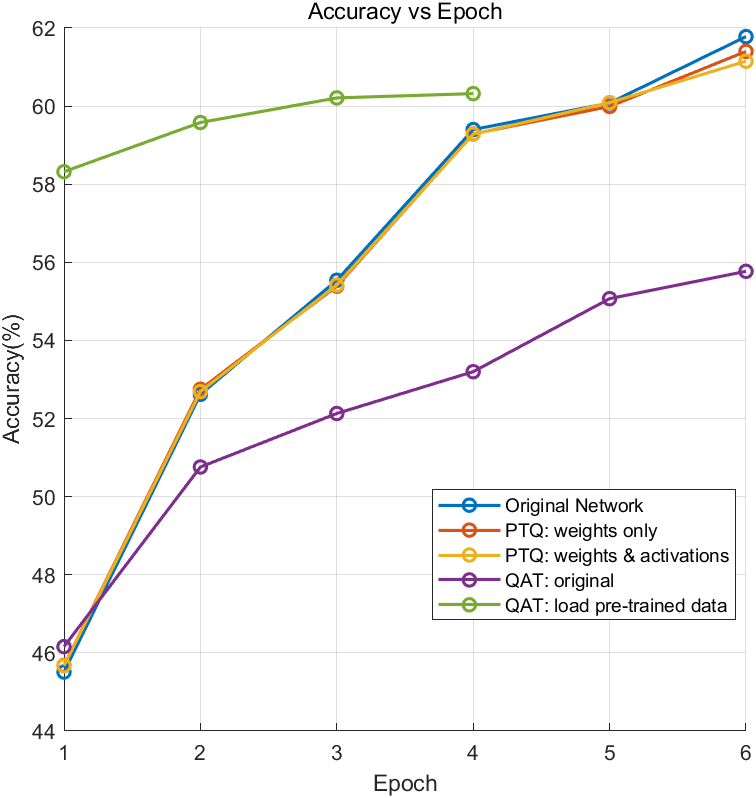 Accuracy vs Epoch
62
60
58
56
54
52
50
48
46
44
Accuracy(%)
Original Network
PTQ: weights only
PTQ: weights & activations
QAT: original
QAT: load pre-trained data
1 2 3 4 5 6
Epoch